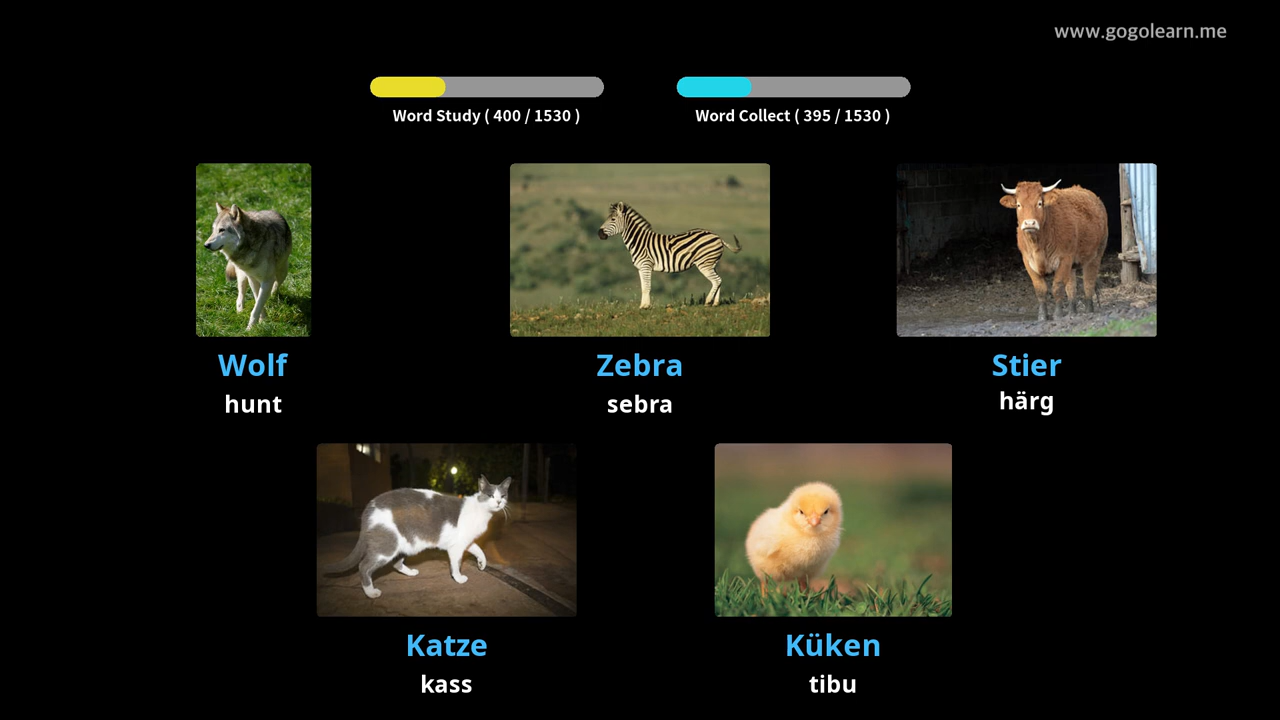 www.gogolearn.me
Word Study ( 400 / 1530 )
Word Collect ( 395 / 1530 )
Wolf
hunt
Zebra
sebra
Stier
härg
Katze
kass
Küken
tibu